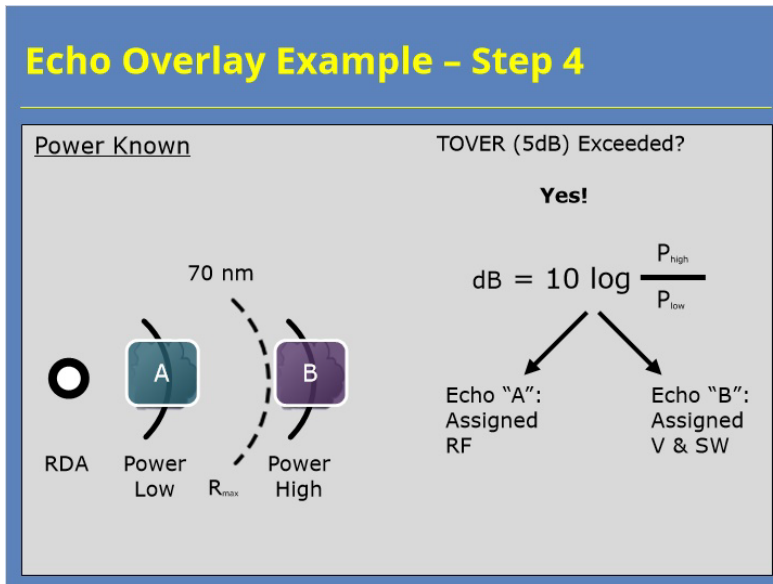 Echo Overlay Example – Step 4
Power Known
70 nm
A
B
RDA
Power
Low
Rmax
Power
High
TOVER (5dB) Exceeded?
Yes!
dB = 10 log
Phigh
Plow
Echo “A”:
Assigned
RF
Echo “B”:
Assigned
V & SW